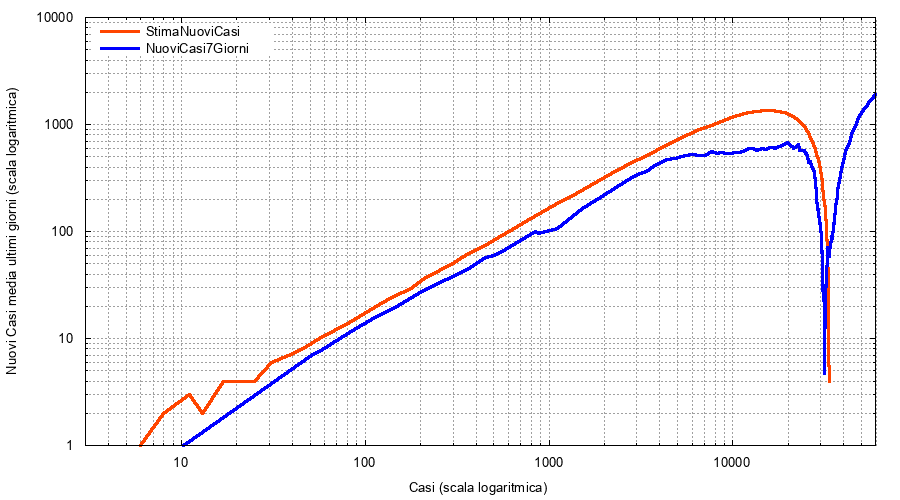 10000
StimaNuoviCasi
NuoviCasi7Giorni
1000
100
10
1
Nuovi Casi media ultimi giorni (scala logaritmica)
10 100 1000 10000
Casi (scala logaritmica)